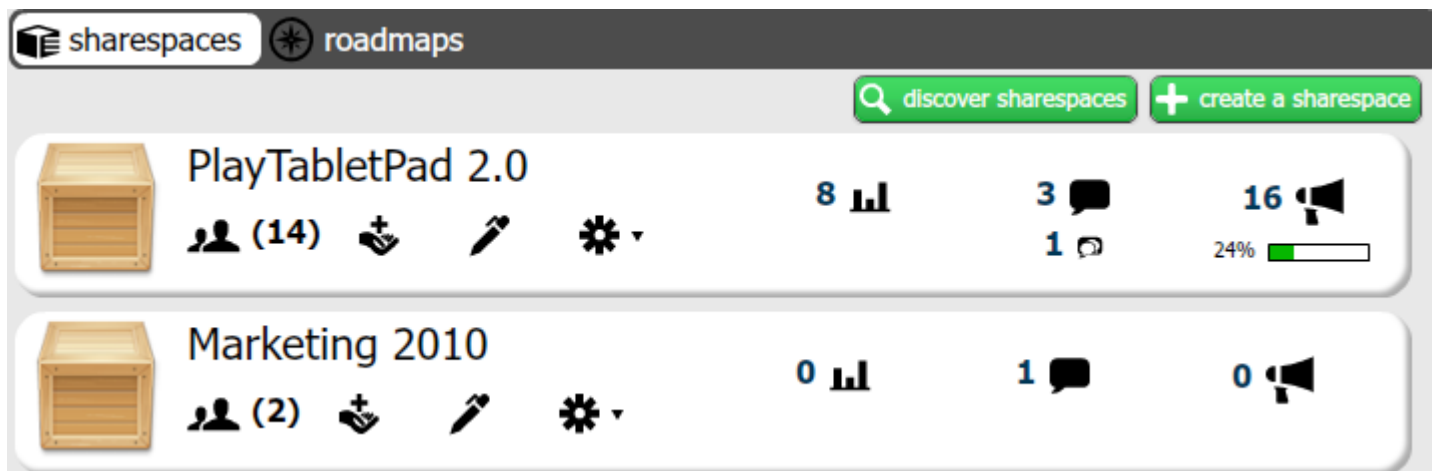 sharespaces roadmaps
discover sharespaces create a sharespace
PlayTabletPad 2.0
8 3 16
(14)
1 24%
Marketing 2010
0 1 0
(2)